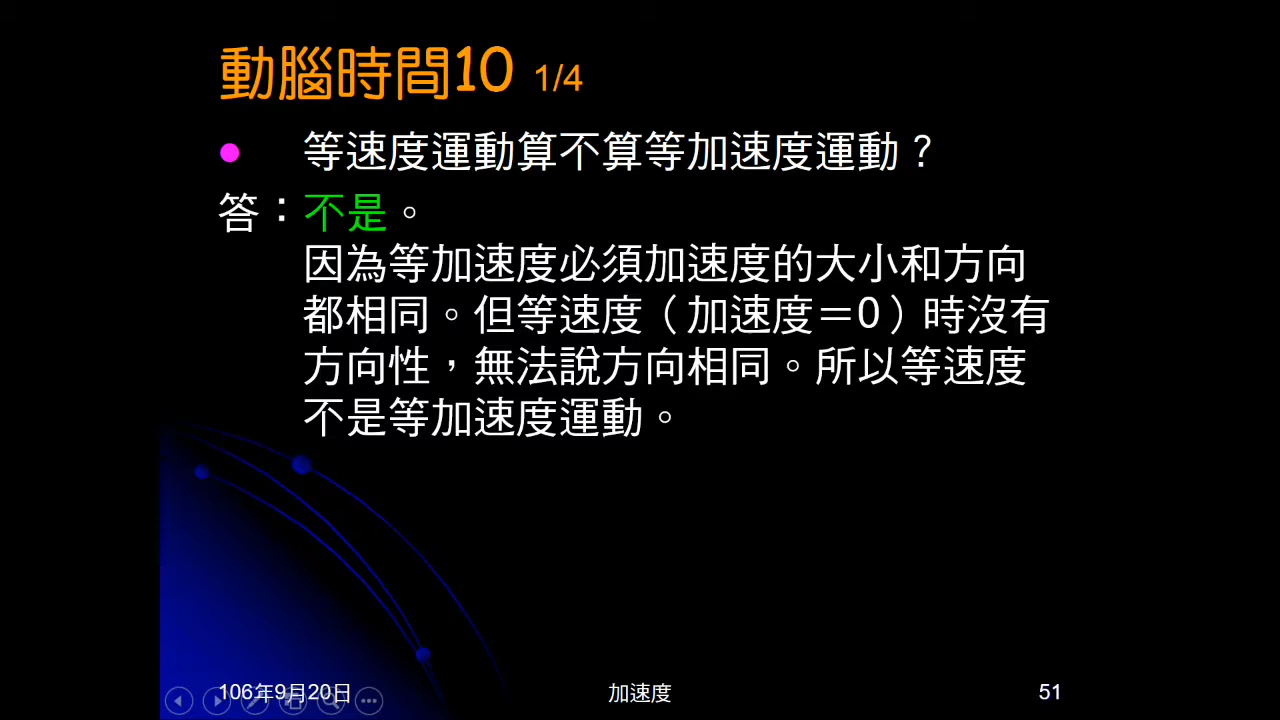 動腦時間10 1/4
● 等速度運動算不算等加速度運動？
答：不是。
因為等加速度必須加速度的大小和方向
都相同。但等速度（加速度＝0）時沒有
方向性，無法說方向相同。所以等速度
不是等加速度運動。
106年9月20日 加速度 51